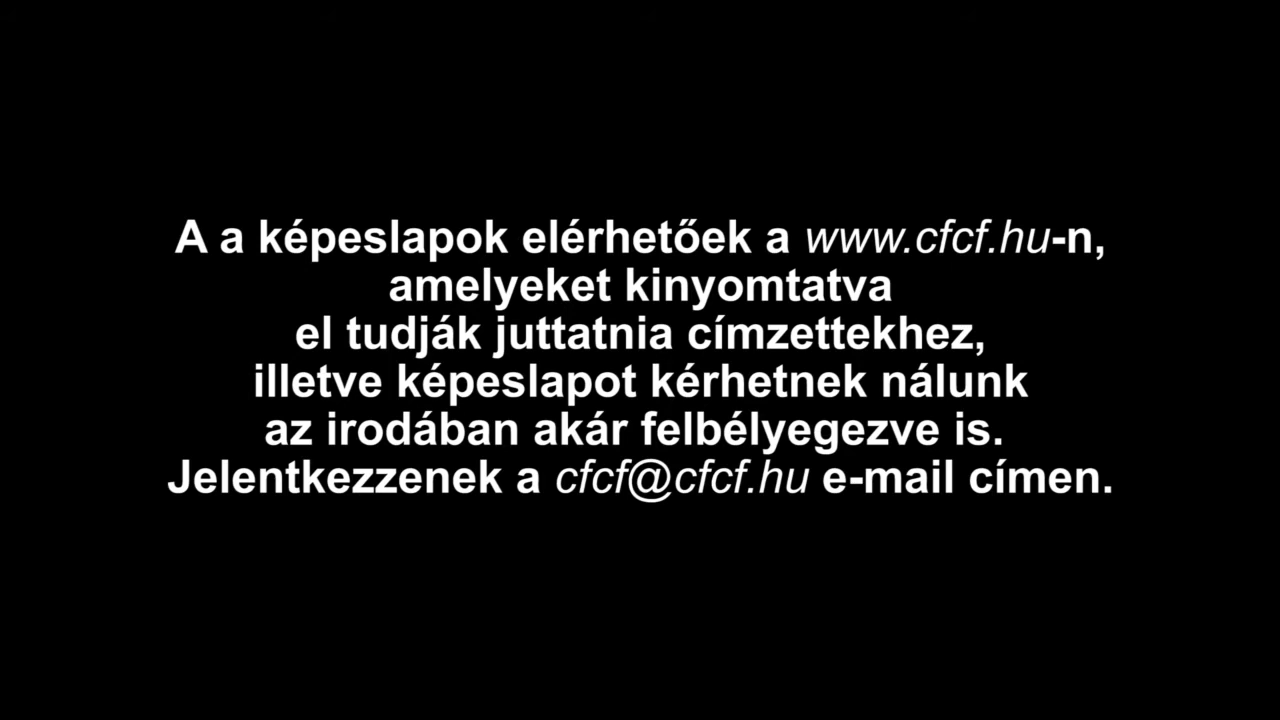 A a képeslapok elérhetőek a www.cfcf.hu-n,
amelyeket kinyomtatva
el tudják juttatnia címzettekhez,
illetve képeslapot kérhetnek nálunk
az irodában akár felbélyegezve is.
Jelentkezzenek a cfcf@cfcf.hu e-mail címen.